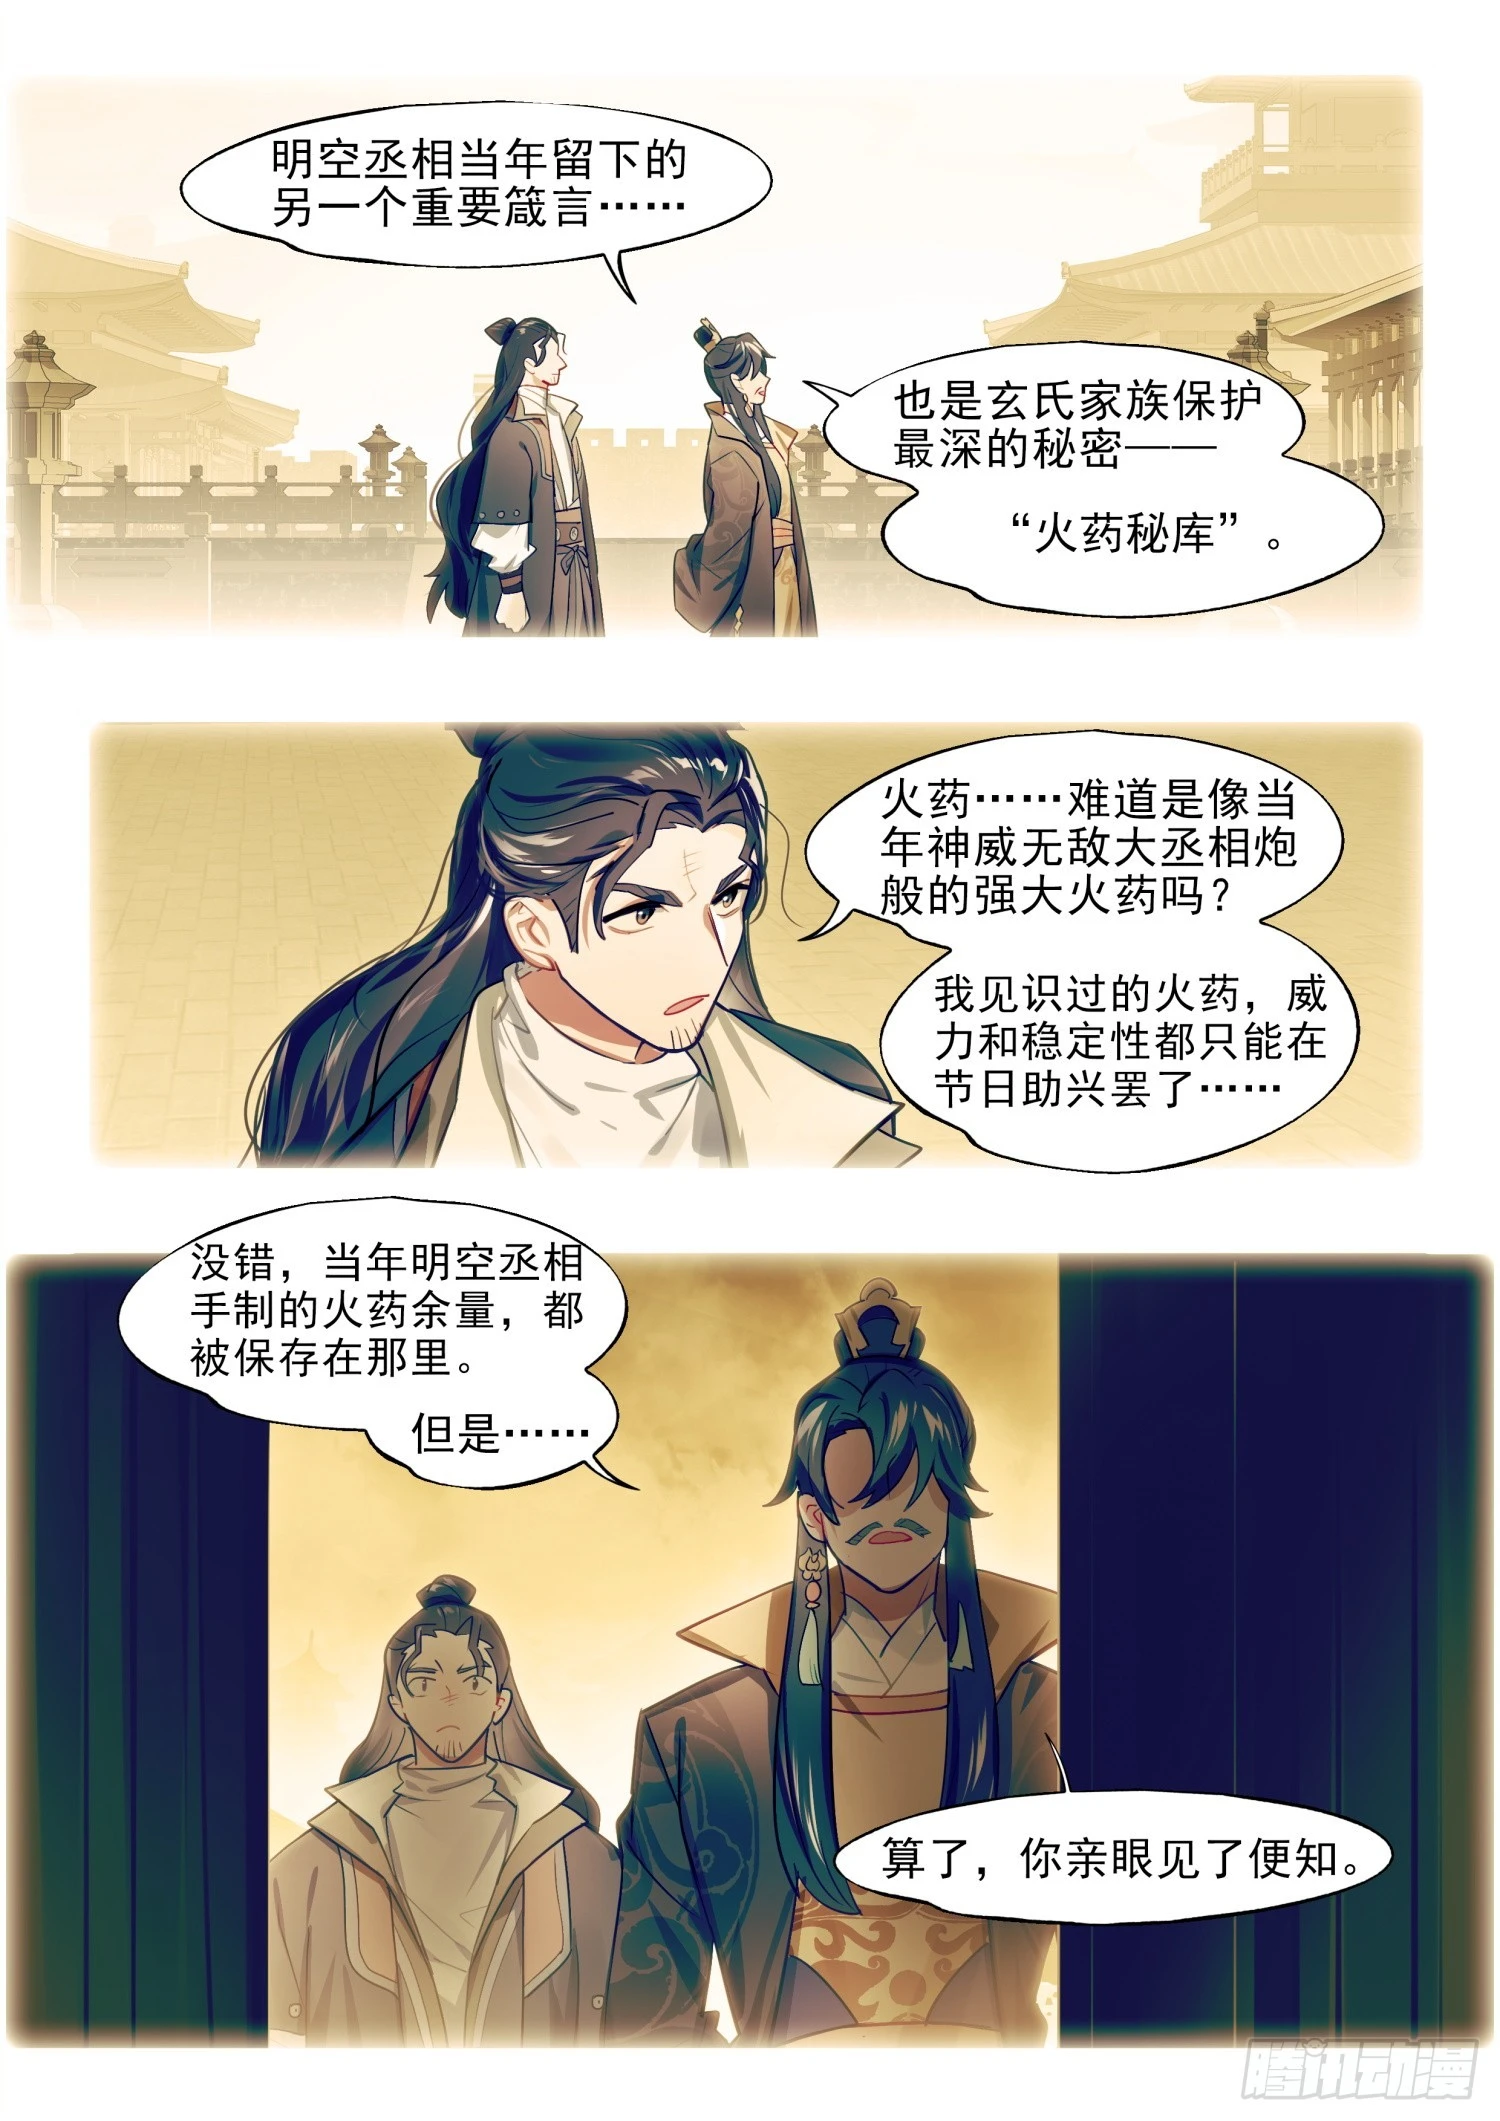 明空丞相当年留下的
另一个重要箴言……
也是玄氏家族保护
最深的秘密——
“火药秘库”。
火药……难道是像当
年神威无敌大丞相炮
般的强大火药吗？
我见识过的火药，威
力和稳定性都只能在
节日助兴罢了……
没错，当年明空丞相
手制的火药余量，都
被保存在那里。
但是……
算了，你亲眼见了便知。
腾讯动漫